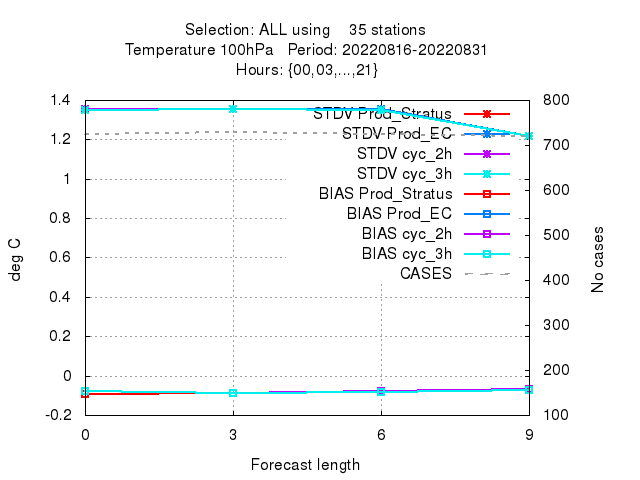 Selection: ALL using 35 stations
Temperature 100hPa Period: 20220816-20220831
Hours: {00,03,...,21}
STDV Prod_Stratus
STDV Prod_EC
STDV cyc_2h
STDV cyc_3h
BIAS Prod_Stratus
BIAS Prod_EC
BIAS cyc_2h
BIAS cyc_3h
CASES
deg C
1.4
1.2
1
0.8
0.6
0.4
0.2
0
-0.2
No cases
800
700
600
500
400
300
200
100
0 3 6 9
Forecast length